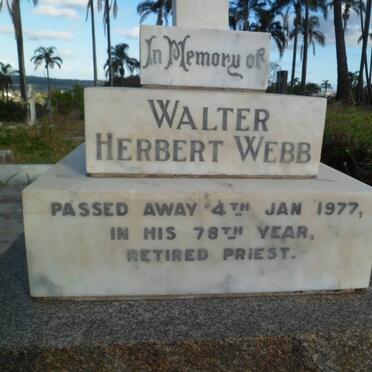 In Memory of
WALTER
HERBERT WEBB
PASSED AWAY 4TH JAN 1977,
IN HIS 78TH YEAR,
RETIRED PRIEST.